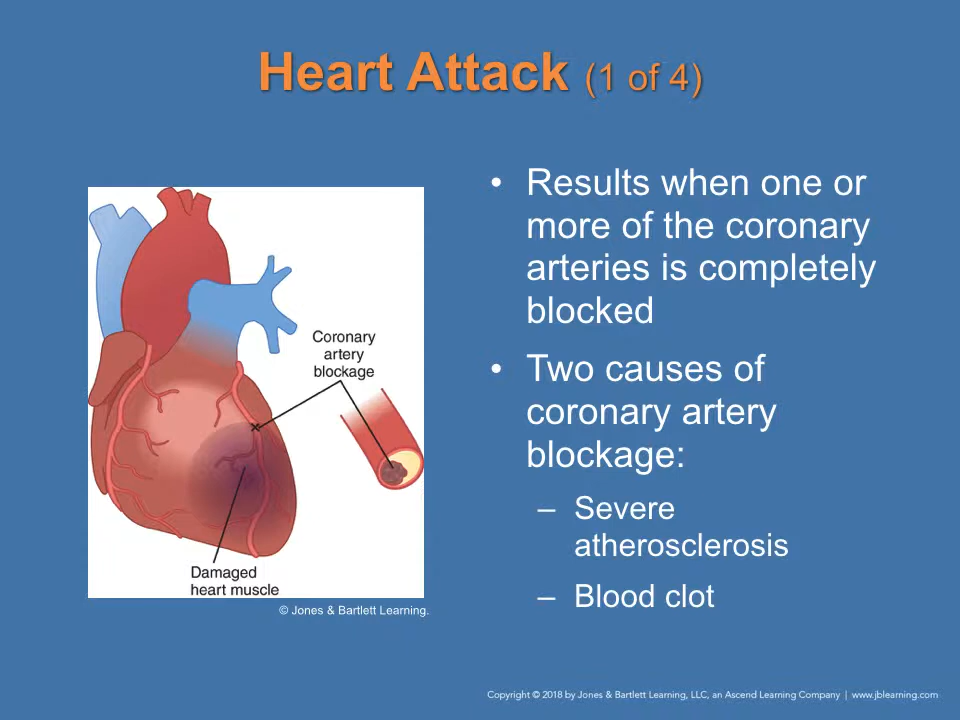 Heart Attack (1 of 4)
Coronary
artery
blockage
Damaged
heart muscle
© Jones & Bartlett Learning.
• Results when one or
more of the coronary
arteries is completely
blocked
• Two causes of
coronary artery
blockage:
– Severe
atherosclerosis
– Blood clot
Copyright © 2018 by Jones & Bartlett Learning, LLC, an Ascend Learning Company | www.jblearning.com